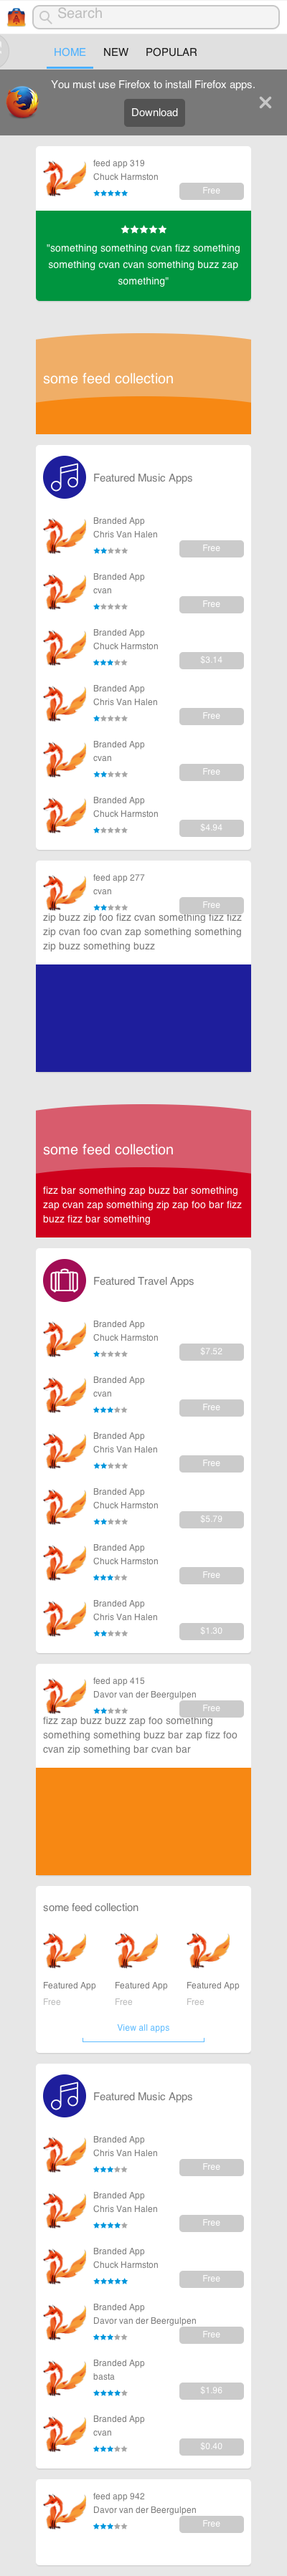 Search
HOME NEW POPULAR
You must use Firefox to install Firefox apps.
Download
feed app 319
Chuck Harmston
Free
"something something cvan fizz something
something cvan cvan something buzz zap
something"
some feed collection
Featured Music Apps
Branded App
Chris Van Halen
Free
Branded App
cvan
Free
Branded App
Chuck Harmston
$3.14
Branded App
Chris Van Halen
Free
Branded App
cvan
Free
Branded App
Chuck Harmston
$4.94
feed app 277
cvan
Free
zip buzz zip foo fizz cvan something fizz fizz
zip cvan foo cvan zap something something
zip buzz something buzz
some feed collection
fizz bar something zap buzz bar something
zap cvan zap something zip zap foo bar fizz
buzz fizz bar something
Featured Travel Apps
Branded App
Chuck Harmston
$7.52
Branded App
cvan
Free
Branded App
Chris Van Halen
Free
Branded App
Chuck Harmston
$5.79
Branded App
Chuck Harmston
Free
Branded App
Chris Van Halen
$1.30
feed app 415
Davor van der Beergulpen
Free
fizz zap buzz buzz zap foo something
something something buzz bar zap fizz foo
cvan zip something bar cvan bar
some feed collection
Featured App Featured App Featured App
Free Free Free
View all apps
Featured Music Apps
Branded App
Chris Van Halen
Free
Branded App
Chris Van Halen
Free
Branded App
Chuck Harmston
Free
Branded App
Davor van der Beergulpen
Free
Branded App
basta
$1.96
Branded App
cvan
$0.40
feed app 942
Davor van der Beergulpen
Free